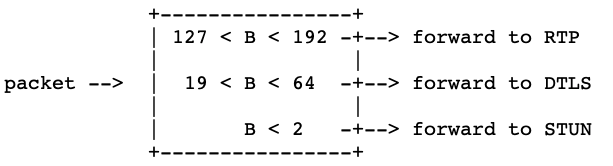 +----------------+
| 127 < B < 192 -+--> forward to RTP
| |
packet --> | 19 < B < 64 -+--> forward to DTLS
| |
| B < 2 -+--> forward to STUN
+----------------+